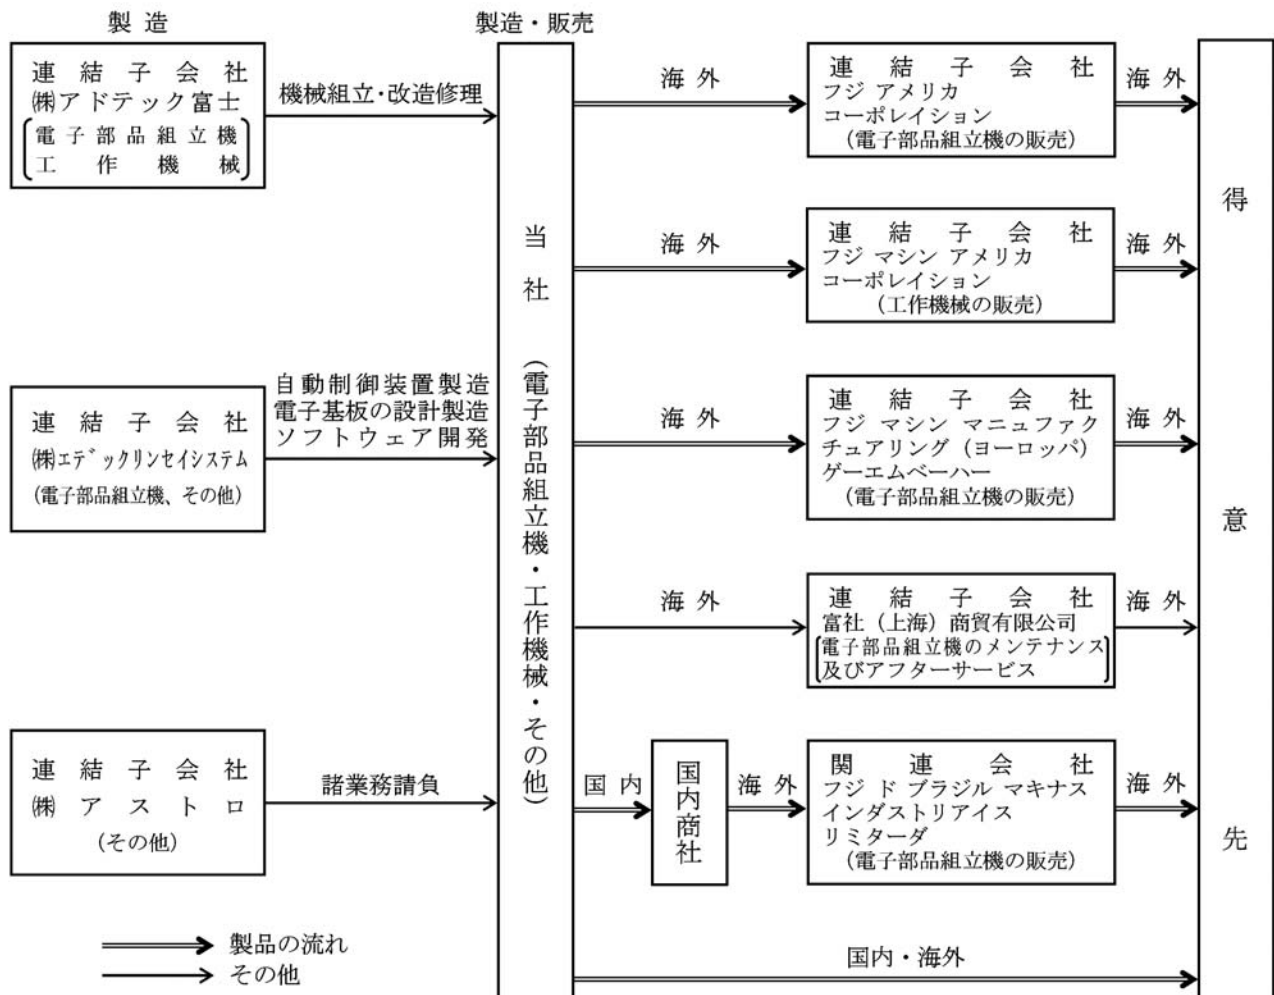 製 造
連結子会社
㈱アドテック富士
電子部品組立機
工作機械
機械組立･改造修理
連結子会社
㈱ｴﾃﾞｯｸﾘﾝｾｲｼｽﾃﾑ
(電子部品組立機、その他)
自動制御装置製造
電子基板の設計製造
ソフトウェア開発
連結子会社
㈱アストロ
(その他)
諸業務請負
製造・販売
当社 (電子部品組立機・工作機械・その他)
海 外
連結子会社
フジ アメリカ
コーポレイション
(電子部品組立機の販売)
海 外
海 外
連結子会社
フジ マシン アメリカ
コーポレイション
(工作機械の販売)
海 外
海 外
連結子会社
フジ マシン マニュファク
チュアリング (ヨーロッパ)
ゲーエムベーハー
(電子部品組立機の販売)
海 外
海 外
連結子会社
富社 (上海) 商貿有限公司
電子部品組立機のメンテナンス
及びアフターサービス
海 外
国 内
国内商社
海 外
関連会社
フジ ド ブラジル マキナス
インダストリアイス
リミターダ
(電子部品組立機の販売)
海 外
国内・海外
得意先
製品の流れ
その他